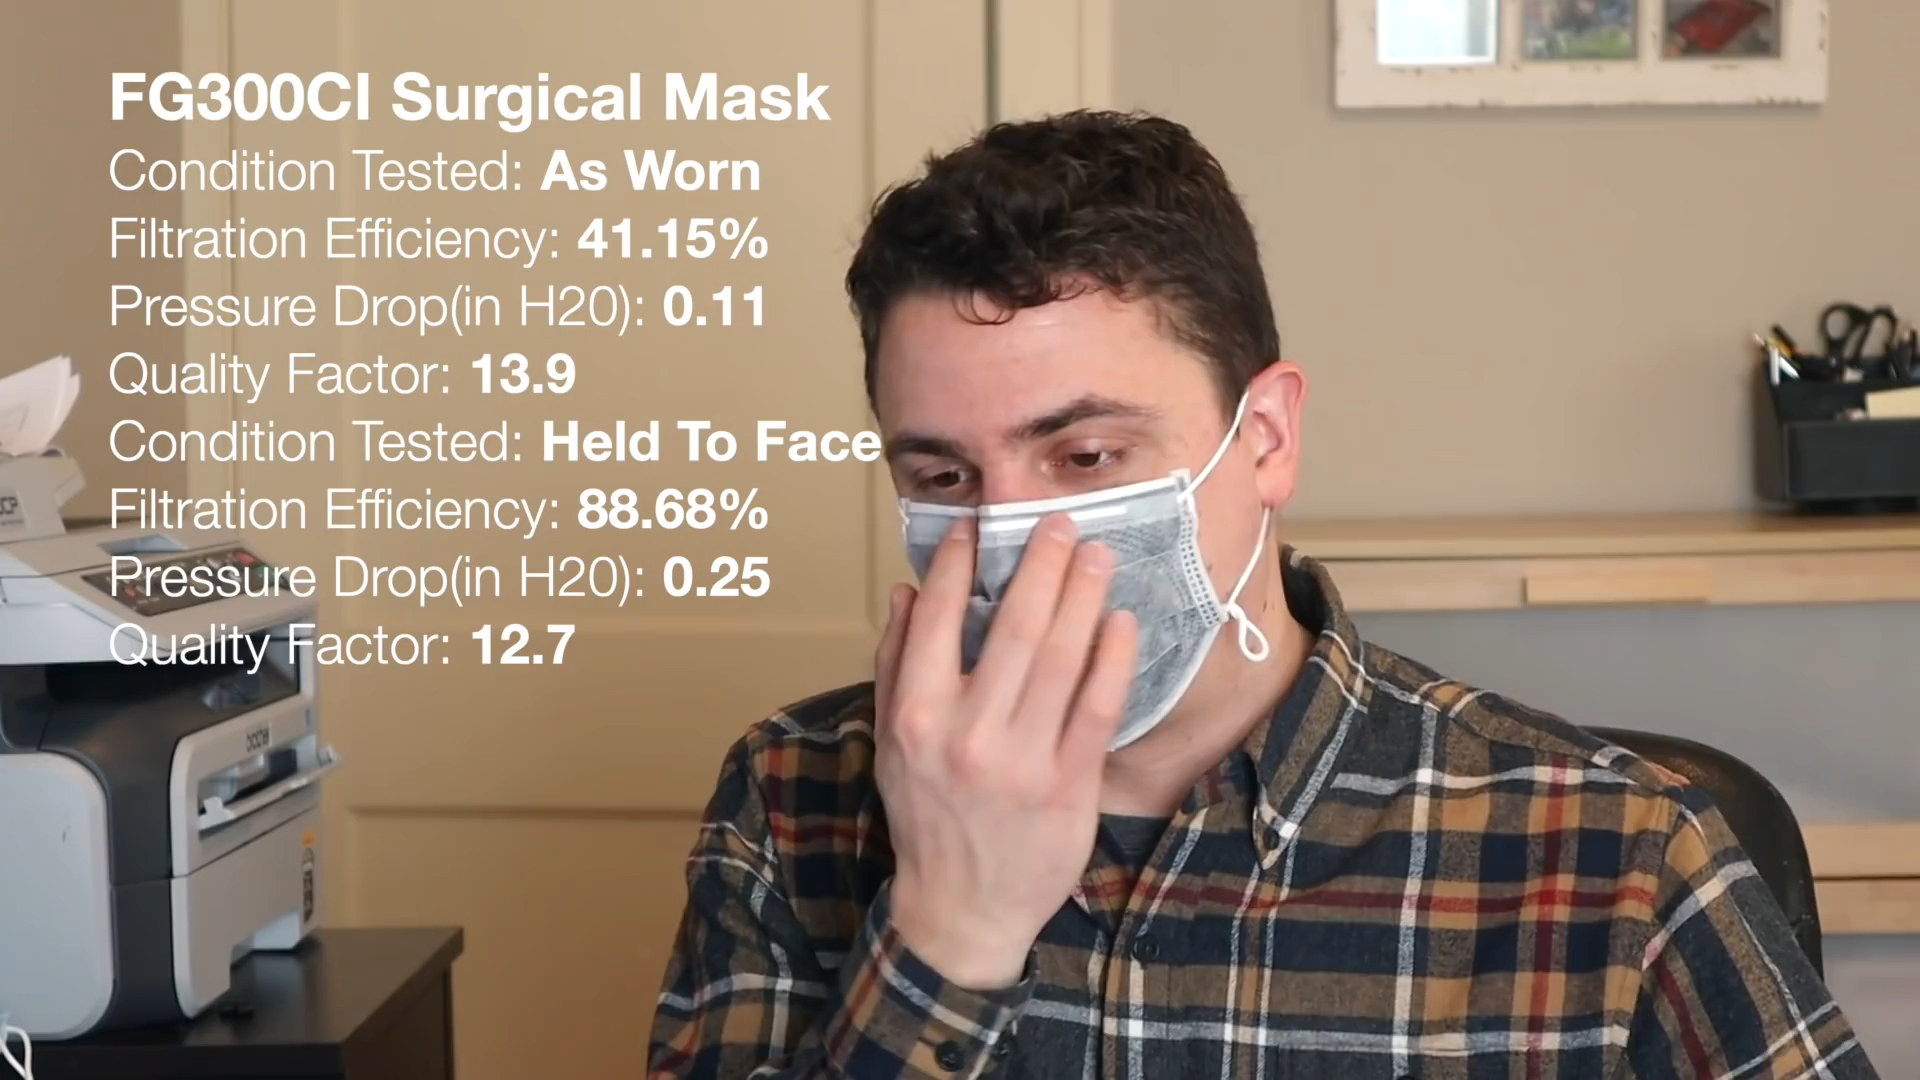 FG300CI Surgical Mask
Condition Tested: As Worn
Filtration Efficiency: 41.15%
Pressure Drop(in H20): 0.11
Quality Factor: 13.9
Condition Tested: Held To Face
Filtration Efficiency: 88.68%
Pressure Drop(in H20): 0.25
Quality Factor: 12.7
brother